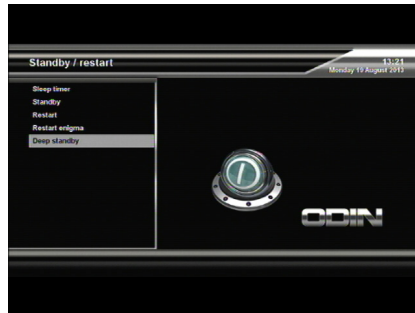 Standby / restart
13:21
Monday 19 August 2013
Sleep timer
Standby
Restart
Restart enigma
Deep standby
ODIN